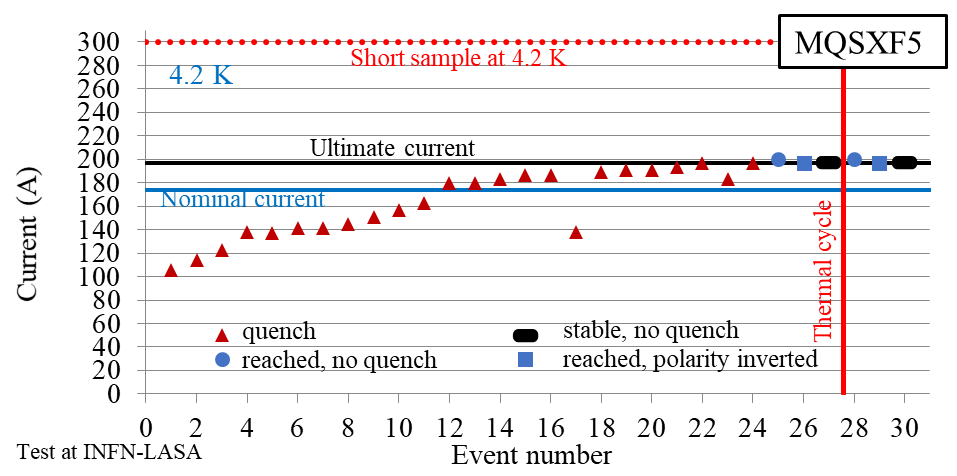 MQSXF5
300
280
260
240
220
200
180
160
140
120
100
80
60
40
20
0
Current (A)
Short sample at 4.2 K
4.2 K
Ultimate current
Nominal current
Thermal cycle
quench
stable, no quench
reached, no quench
reached, polarity inverted
0 2 4 6 8 10 12 14 16 18 20 22 24 26 28 30
Event number
Test at INFN-LASA